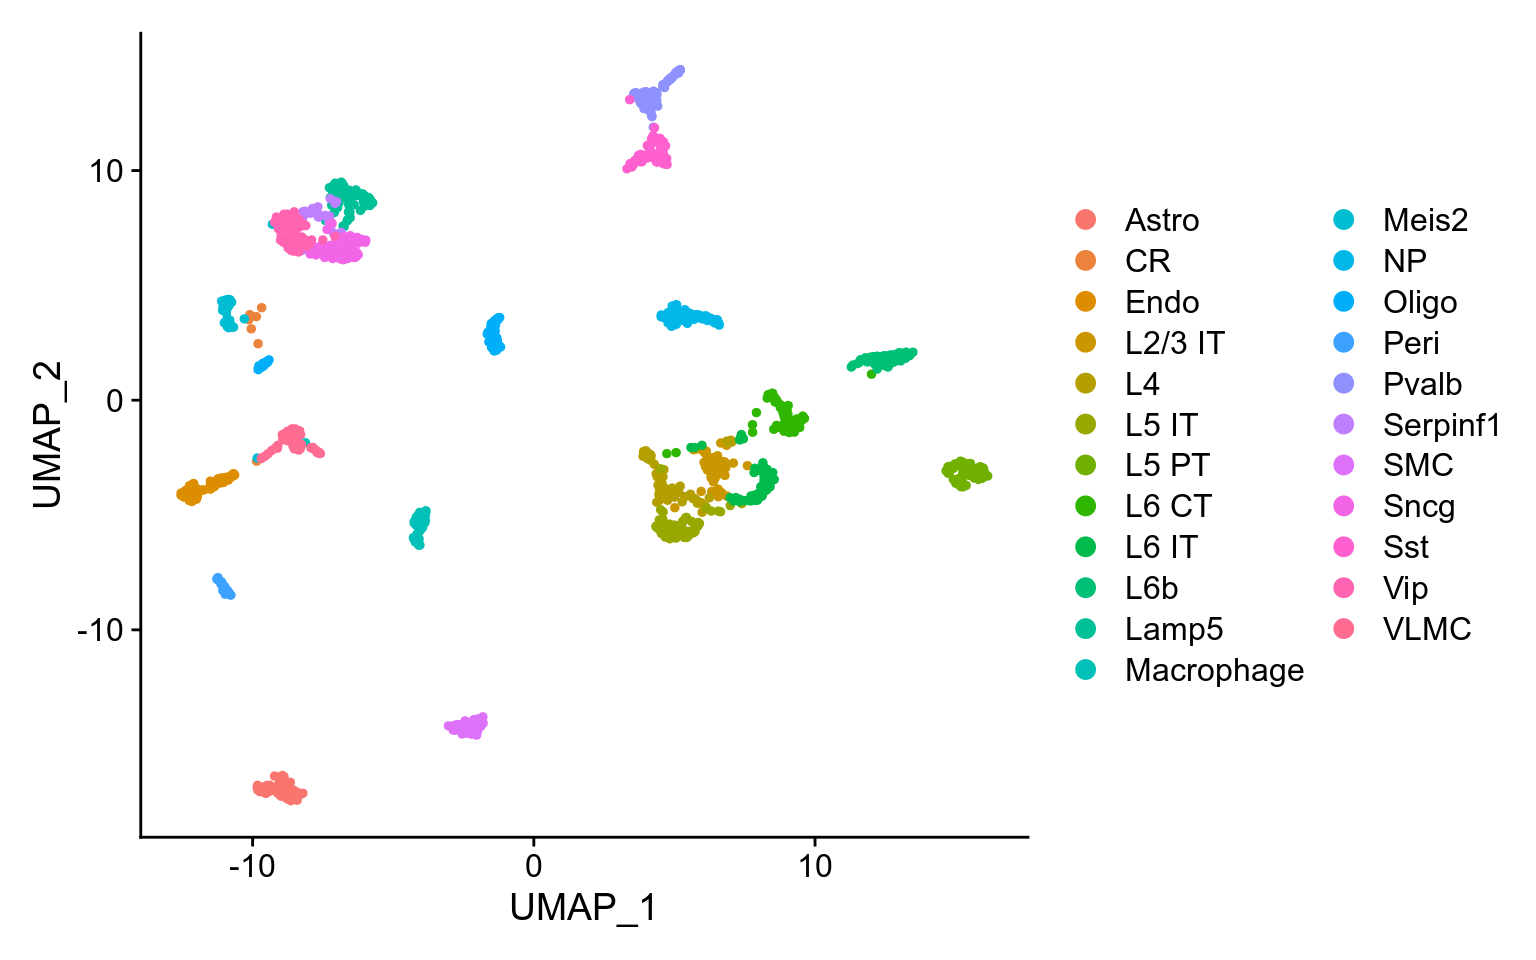 10
0
-10
UMAP_2
-10
0
10
UMAP_1
Astro
CR
Endo
L2/3 IT
L4
L5 IT
L5 PT
L6 CT
L6 IT
L6b
Lamp5
Macrophage
Meis2
NP
Oligo
Peri
Pvalb
Serpinf1
SMC
Sncg
Sst
Vip
VLMC